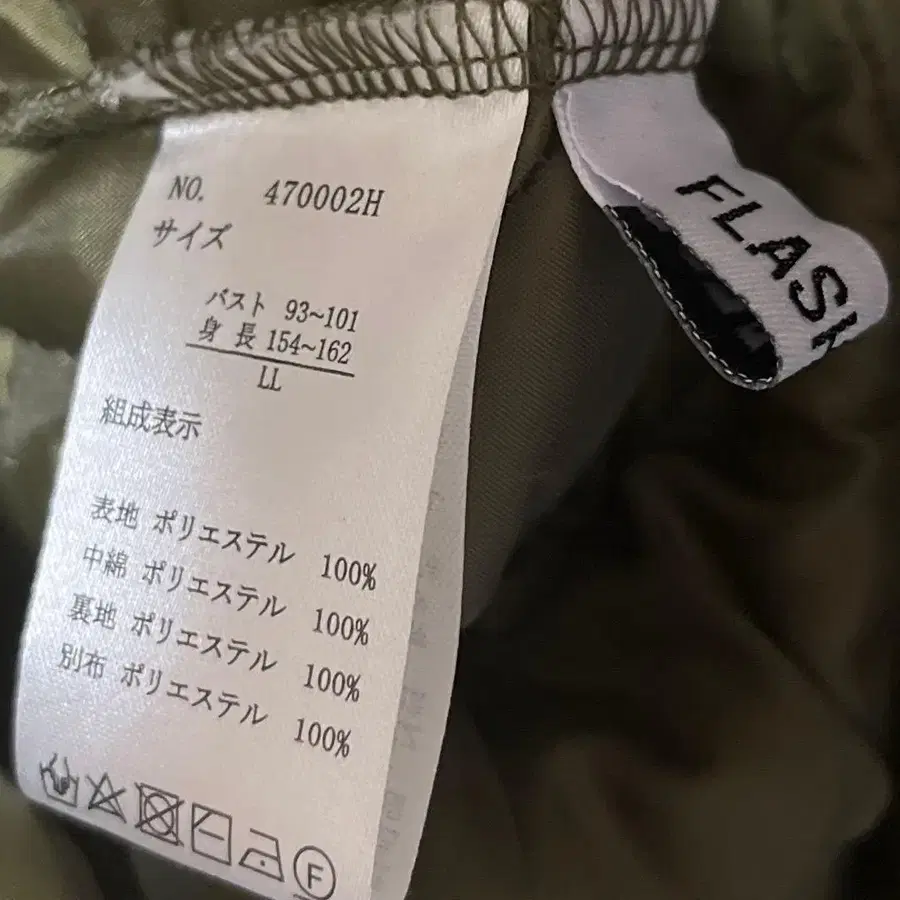 NO. 470002H
サイズ
バスト 93~101
身 長 154~162
LL
組成表示
表地 ポリエステル 100%
中綿 ポリエステル 100%
裏地 ポリエステル 100%
別布 ポリエステル 100%
F
FLASK